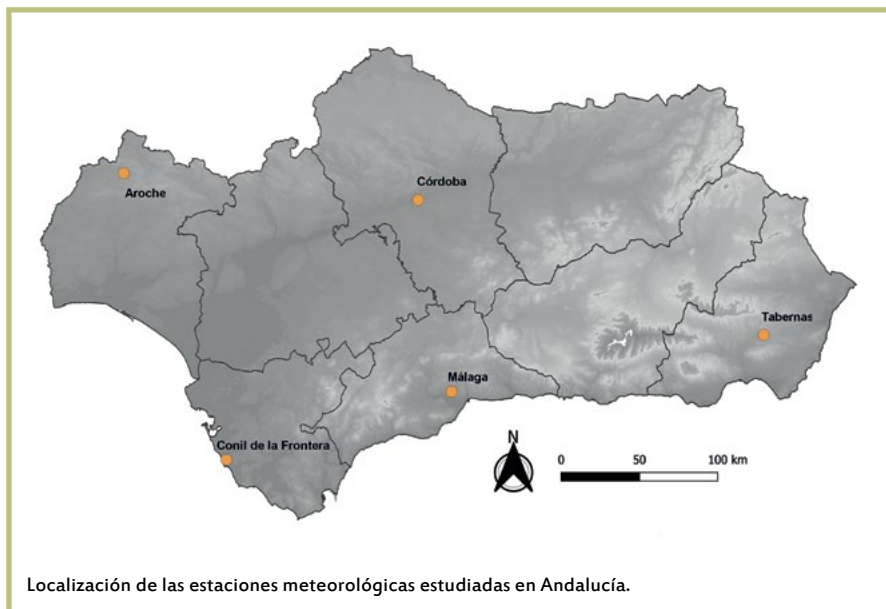 Córdoba
Aroche
Tabernas
Málaga
Conil de la Frontera
N
0 50 100 km
Localización de las estaciones meteorológicas estudiadas en Andalucía.